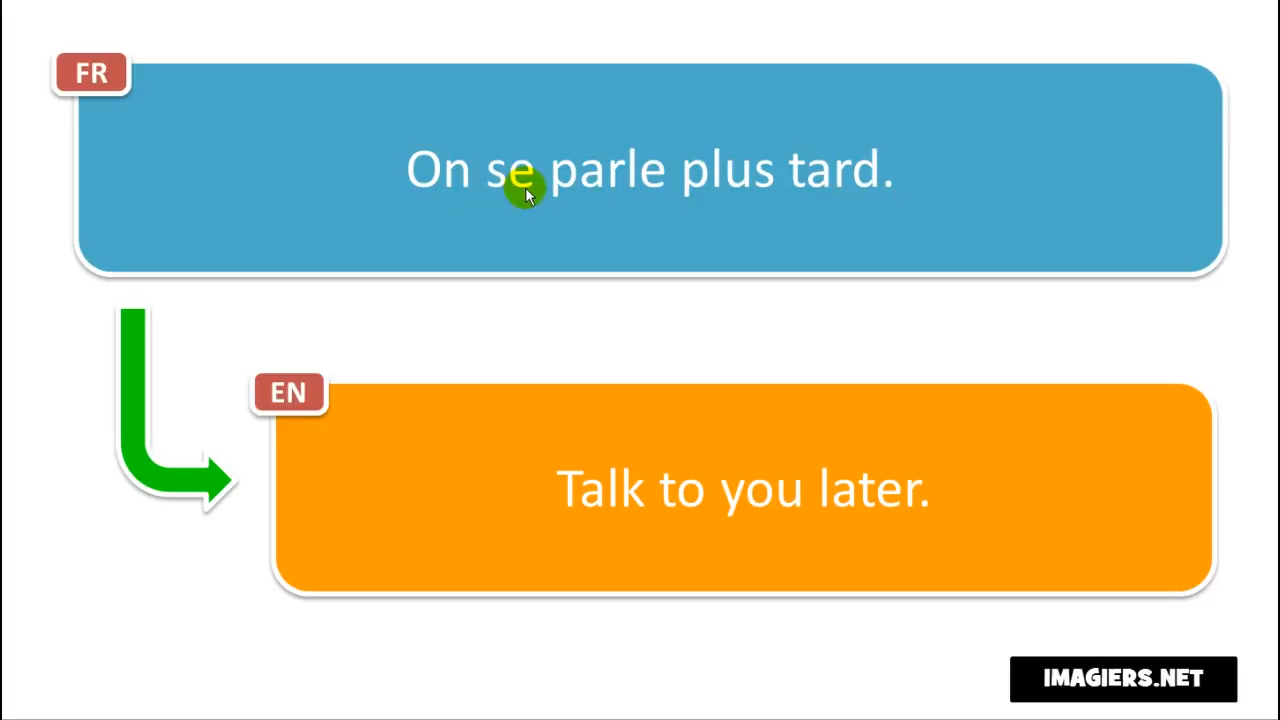 FR
On se parle plus tard.
EN
Talk to you later.
IMAGIERS.NET